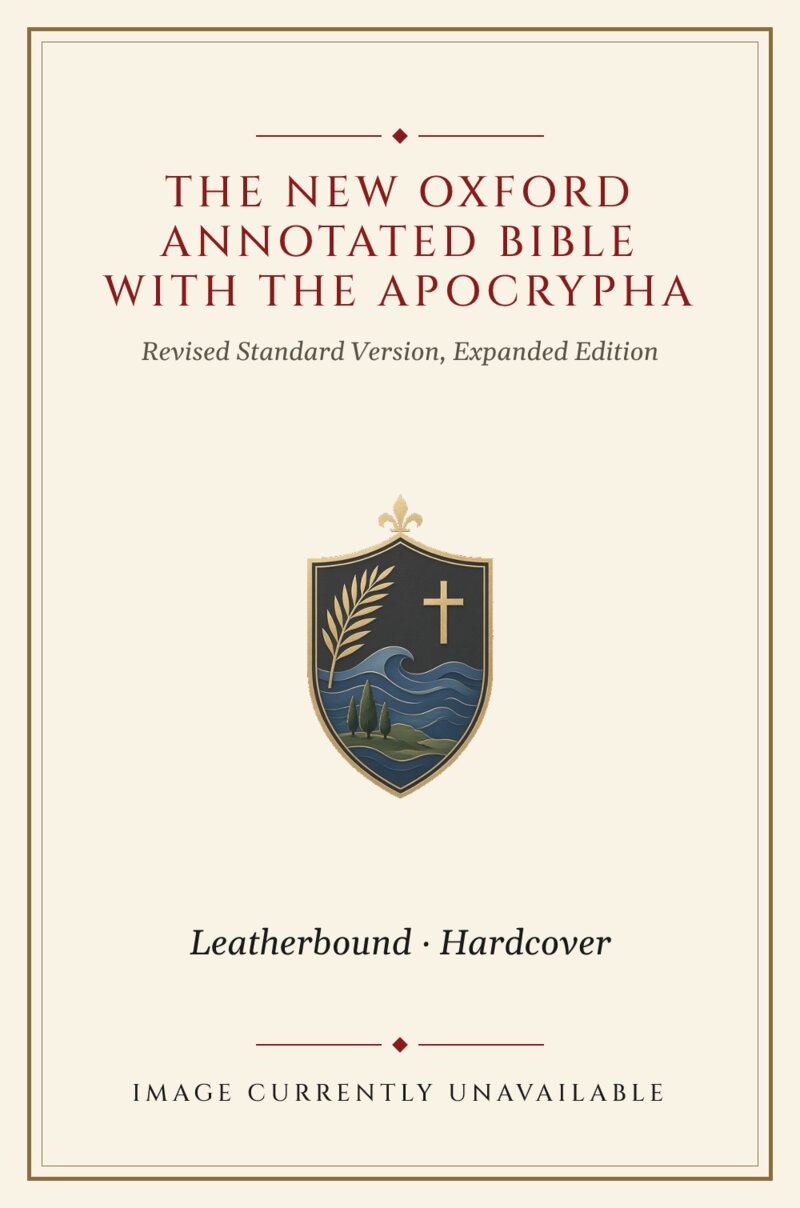 THE NEW OXFORD
ANNOTATED BIBLE
WITH THE APOCRYPHA
Revised Standard Version, Expanded Edition
Leatherbound · Hardcover
IMAGE CURRENTLY UNAVAILABLE